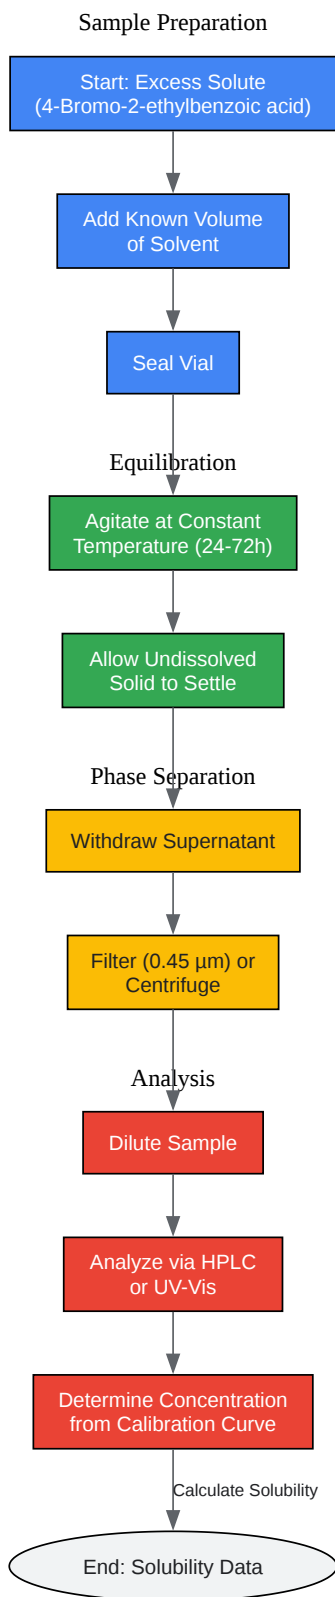 Sample Preparation
Start: Excess Solute
(4-Bromo-2-ethylbenzoic acid)
Add Known Volume
of Solvent
Seal Vial
Equilibration
Agitate at Constant
Temperature (24-72h)
Allow Undissolved
Solid to Settle
Phase Separation
Withdraw Supernatant
Filter (0.45 µm) or
Centrifuge
Analysis
Dilute Sample
Analyze via HPLC
or UV-Vis
Determine Concentration
from Calibration Curve
Calculate Solubility
End: Solubility Data